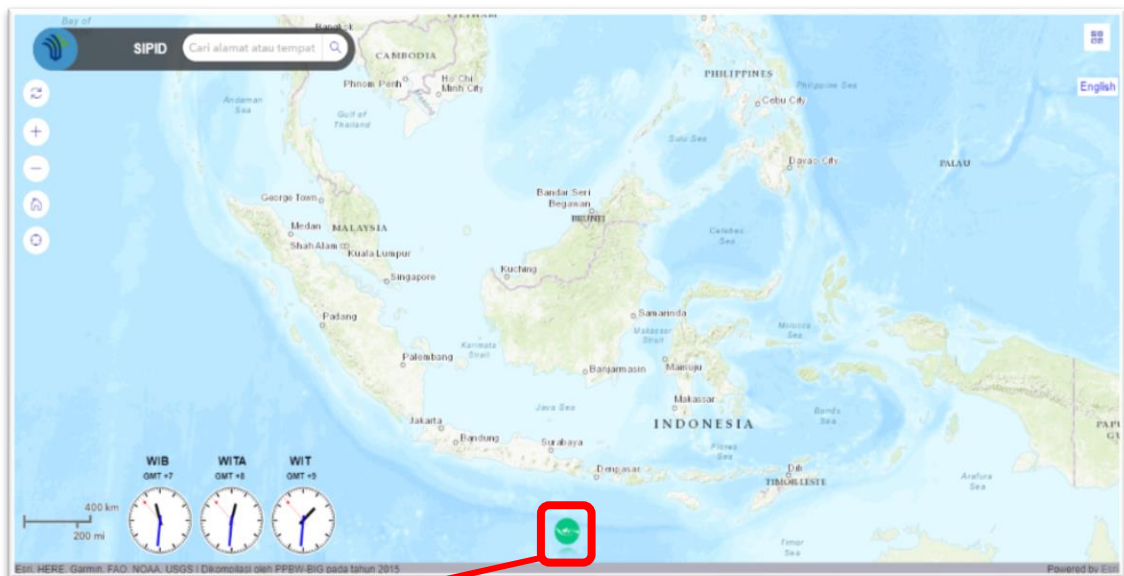 Bay of
VIETNAM
Bangkok
SIPID
Cari alamat atau tempat
CAMBODIA
Phnom Penh
Ho Chi
Minh City
PHILIPPINES
Philippine Sea
English
Andaman
Sea
Cebu City
Gulf of
Thailand
Sulu Sea
Davao City
PALAU
George Town
Bandar Seri
Begawan
BRUNEI
Medan
MALAYSIA
Celebes
Sea
Shah Alam
Kuala Lumpur
Singapore
Kuching
Padang
Samarinda
Makassar
Strait
Molucca
Sea
Karimata
Strait
Palembang
Banjarmasin
Mamuju
Makassar
Java Sea
Banda
Sea
Jakarta
INDONESIA
PAPU
GU
Bandung
Surabaya
Flores
Sea
WIB
WITA
WIT
GMT +7
GMT +8
GMT +9
Denpasar
Dili
TIMOR-LESTE
Arafura
Sea
400 km
200 mi
Timor
Sea
Esri, HERE, Garmin, FAO, NOAA, USGS | Dikompilasi oleh PPBW-BIG pada tahun 2015
Powered by Esri